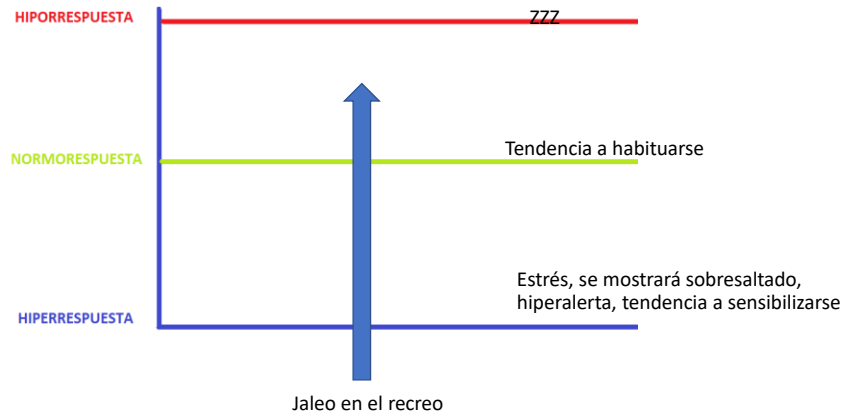 HIPORRESPUESTA
ZZZ
NORMORESPUESTA
Tendencia a habituarse
Estrés, se mostrará sobresaltado,
hiperalerta, tendencia a sensibilizarse
HIPERRESPUESTA
Jaleo en el recreo